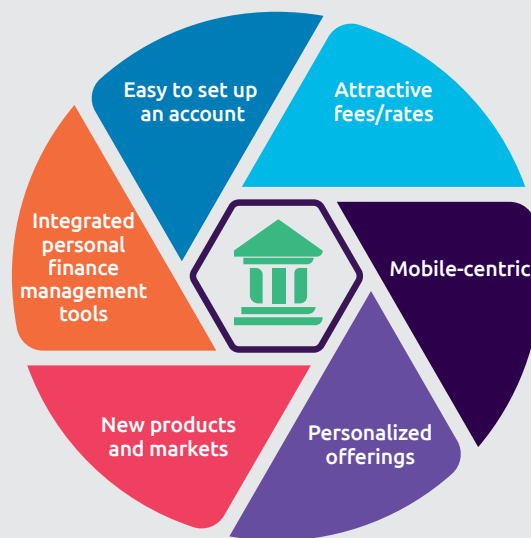 Easy to set up
an account
Attractive
fees/rates
Integrated
personal
finance
management
tools
Mobile-centric
New products
and markets
Personalized
offerings